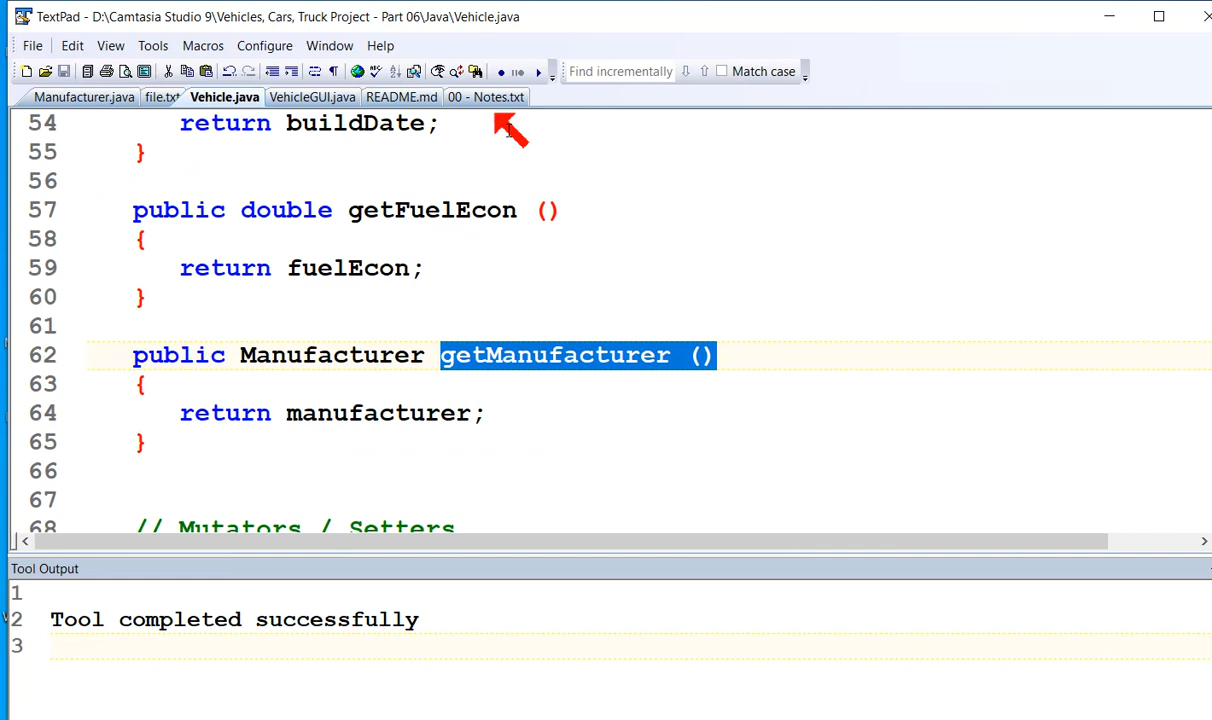 TextPad - D:\Camtasia Studio 9\Vehicles, Cars, Truck Project - Part 06\Java\Vehicle.java
File Edit View Tools Macros Configure Window Help
Find incrementally Match case
Manufacturer.java file.txt Vehicle.java VehicleGUI.java README.md 00 - Notes.txt
54 return buildDate;
55 }
56
57 public double getFuelEcon ()
58 {
59 return fuelEcon;
60 }
61
62 public Manufacturer getManufacturer ()
63 {
64 return manufacturer;
65 }
66
67
68 // Mutators / Setters
Tool Output
1
2 Tool completed successfully
3